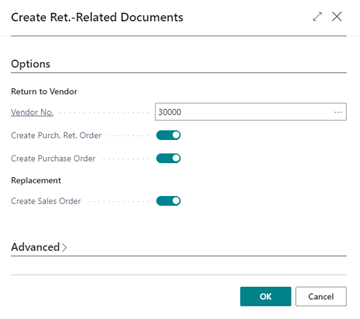 Create Ret.-Related Documents
Options
Return to Vendor
Vendor No.
30000
Create Purch. Ret. Order
Create Purchase Order
Replacement
Create Sales Order
Advanced
OK
Cancel